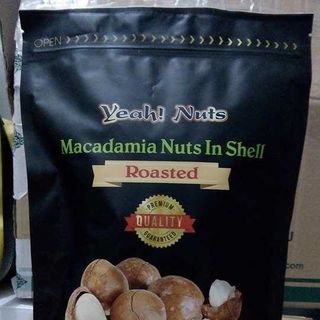 OPEN
Yeah! Nuts
Macadamia Nuts In Shell
Roasted
PREMIUM
QUALITY
GUARANTEED